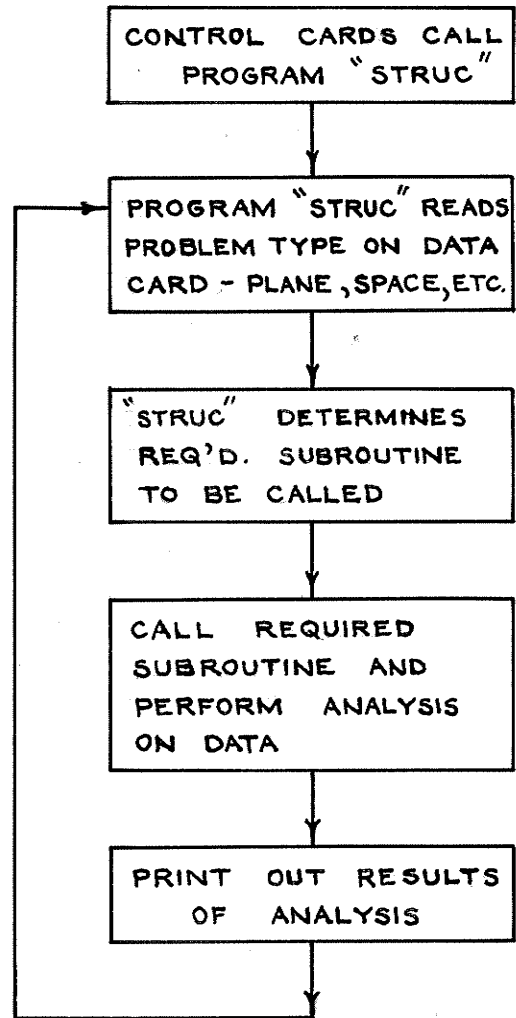 CONTROL CARDS CALL
PROGRAM "STRUC"
PROGRAM "STRUC" READS
PROBLEM TYPE ON DATA
CARD - PLANE, SPACE, ETC.
"STRUC" DETERMINES
REQ'D. SUBROUTINE
TO BE CALLED
CALL REQUIRED
SUBROUTINE AND
PERFORM ANALYSIS
ON DATA
PRINT OUT RESULTS
OF ANALYSIS